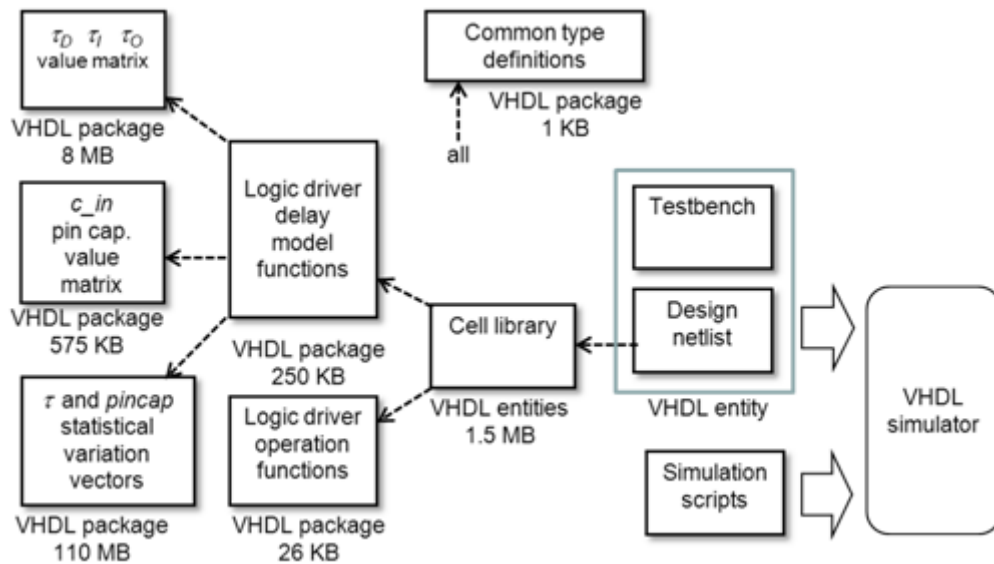 τD τI τO
value matrix
VHDL package
8 MB
c_in
pin cap.
value
matrix
VHDL package
575 KB
τ and pincap
statistical
variation
vectors
VHDL package
110 MB
Logic driver
delay
model
functions
VHDL package
250 KB
Logic driver
operation
functions
VHDL package
26 KB
Common type
definitions
VHDL package
1 KB
all
Cell library
VHDL entities
1.5 MB
Testbench
Design
netlist
VHDL entity
Simulation
scripts
VHDL
simulator